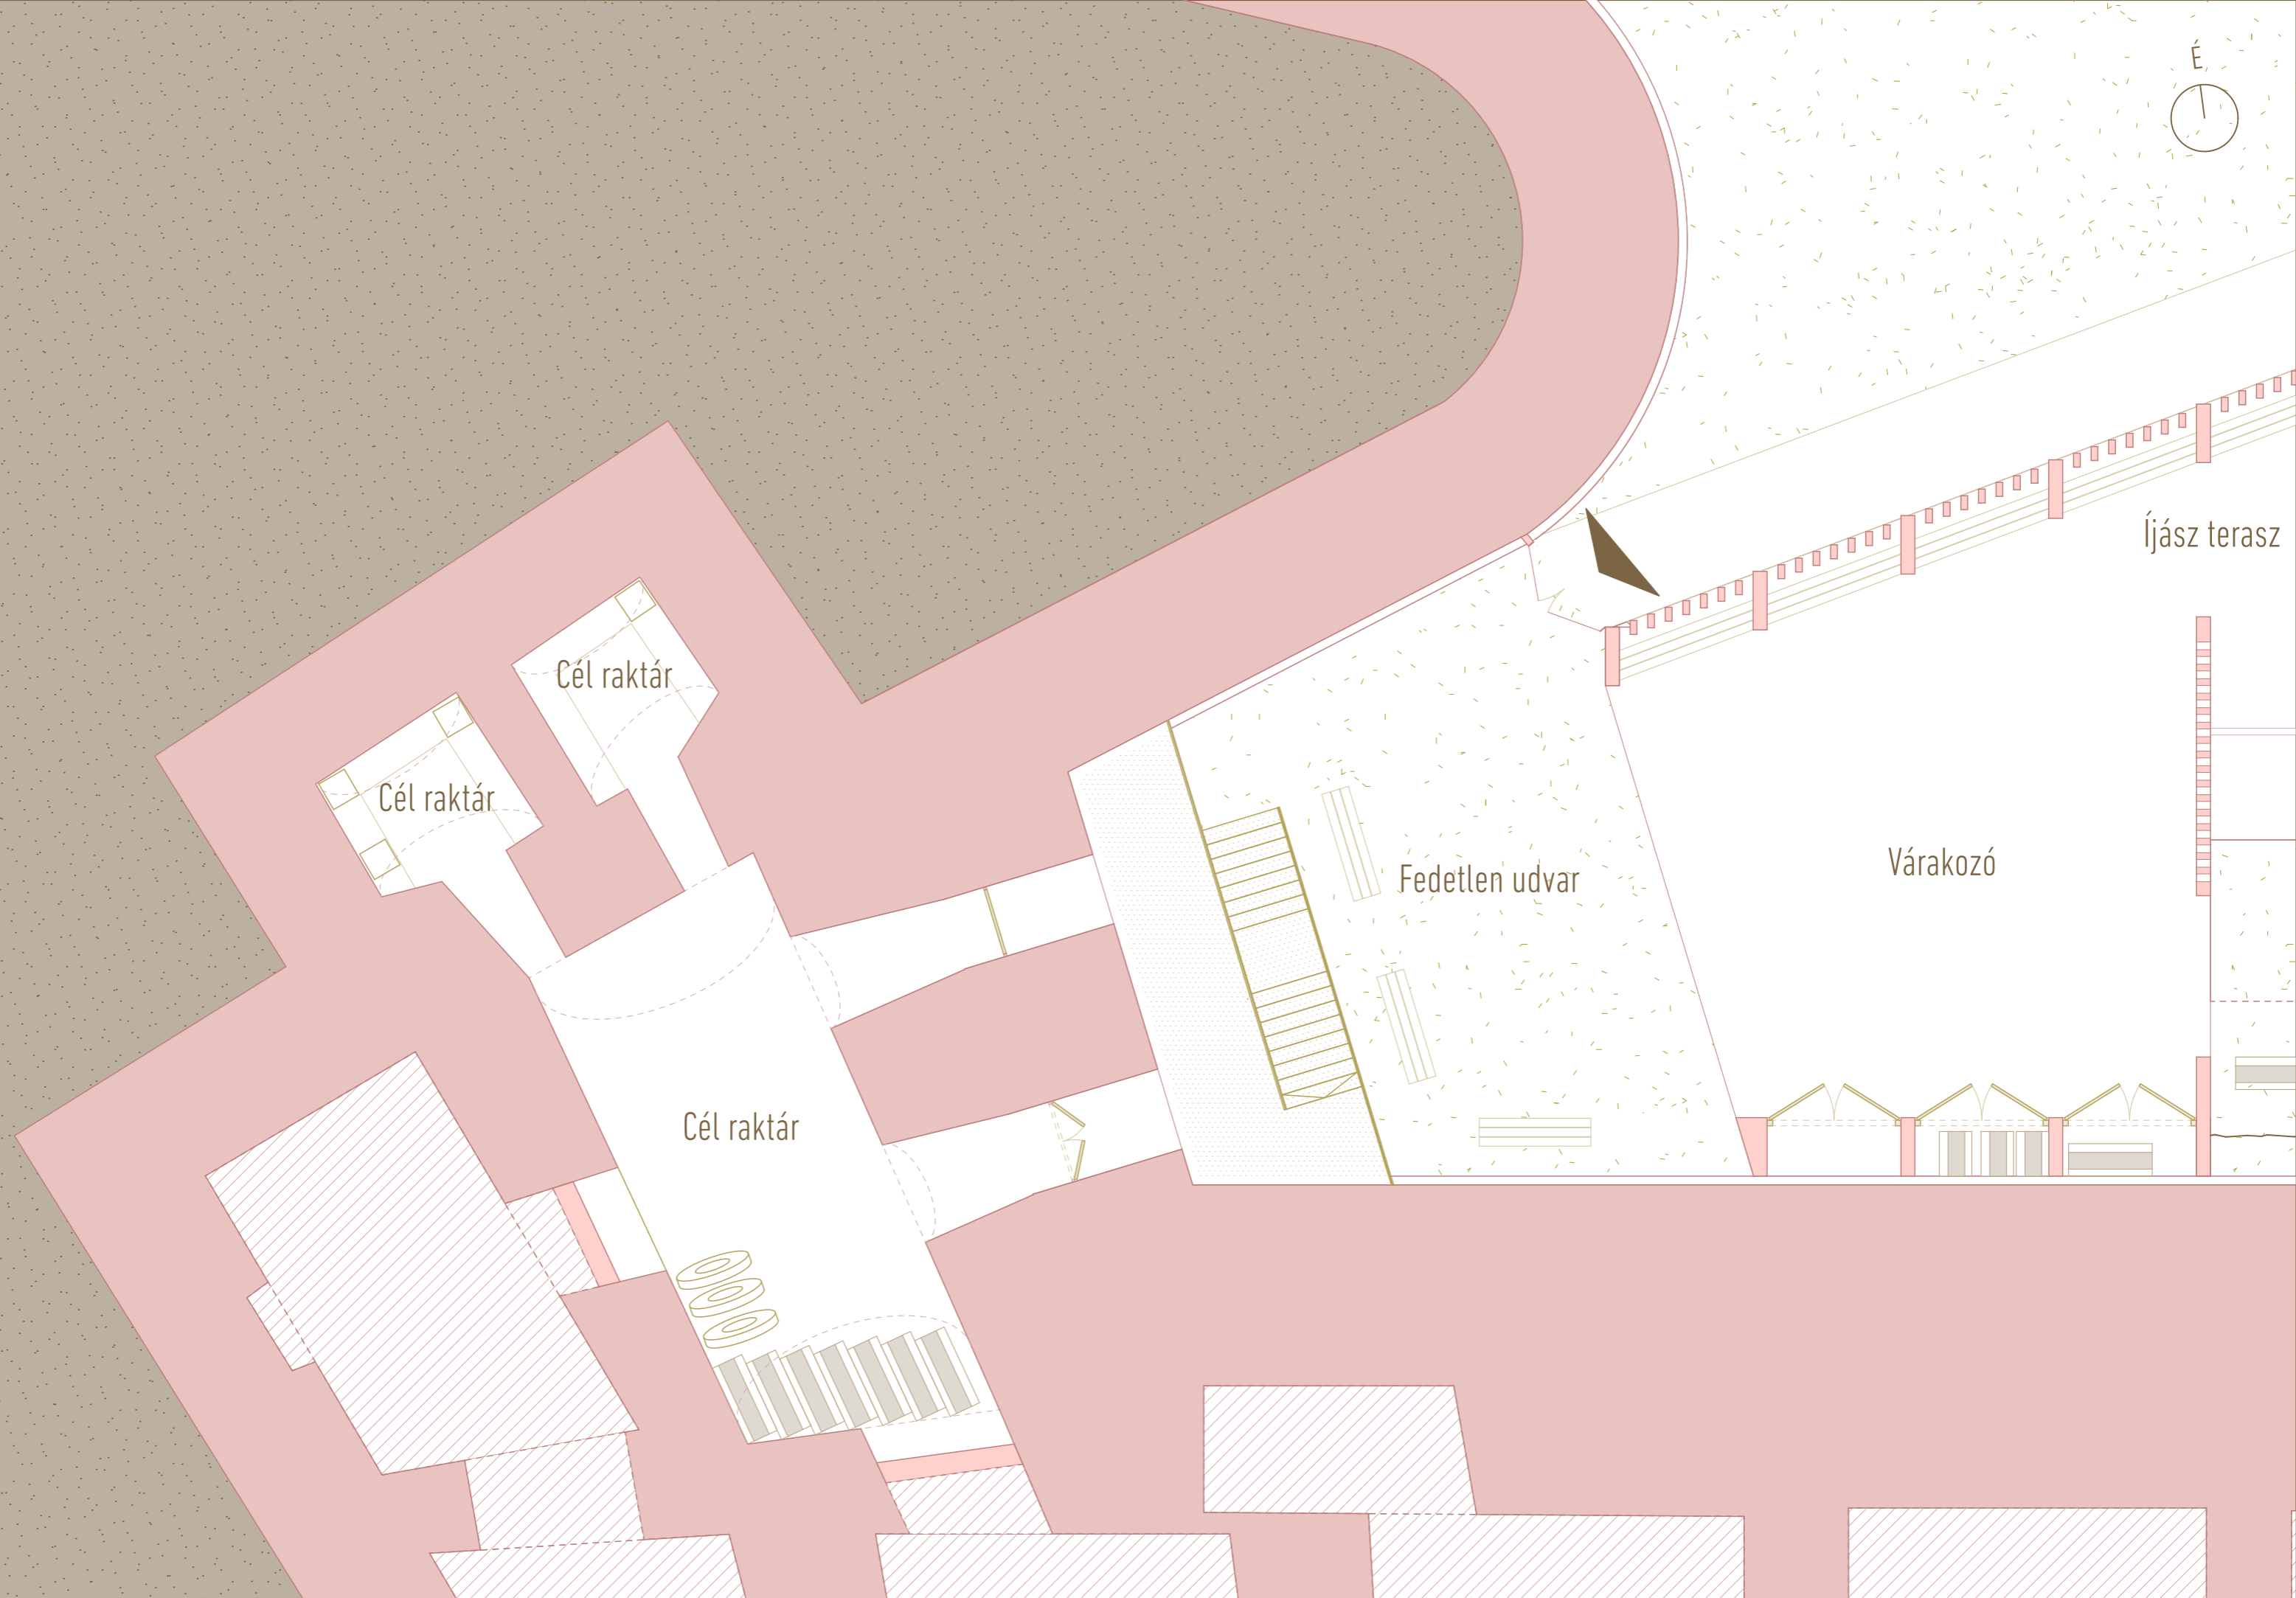 É
Íjász terasz
Cél raktár
Cél raktár
Várakozó
Fedetlen udvar
Cél raktár